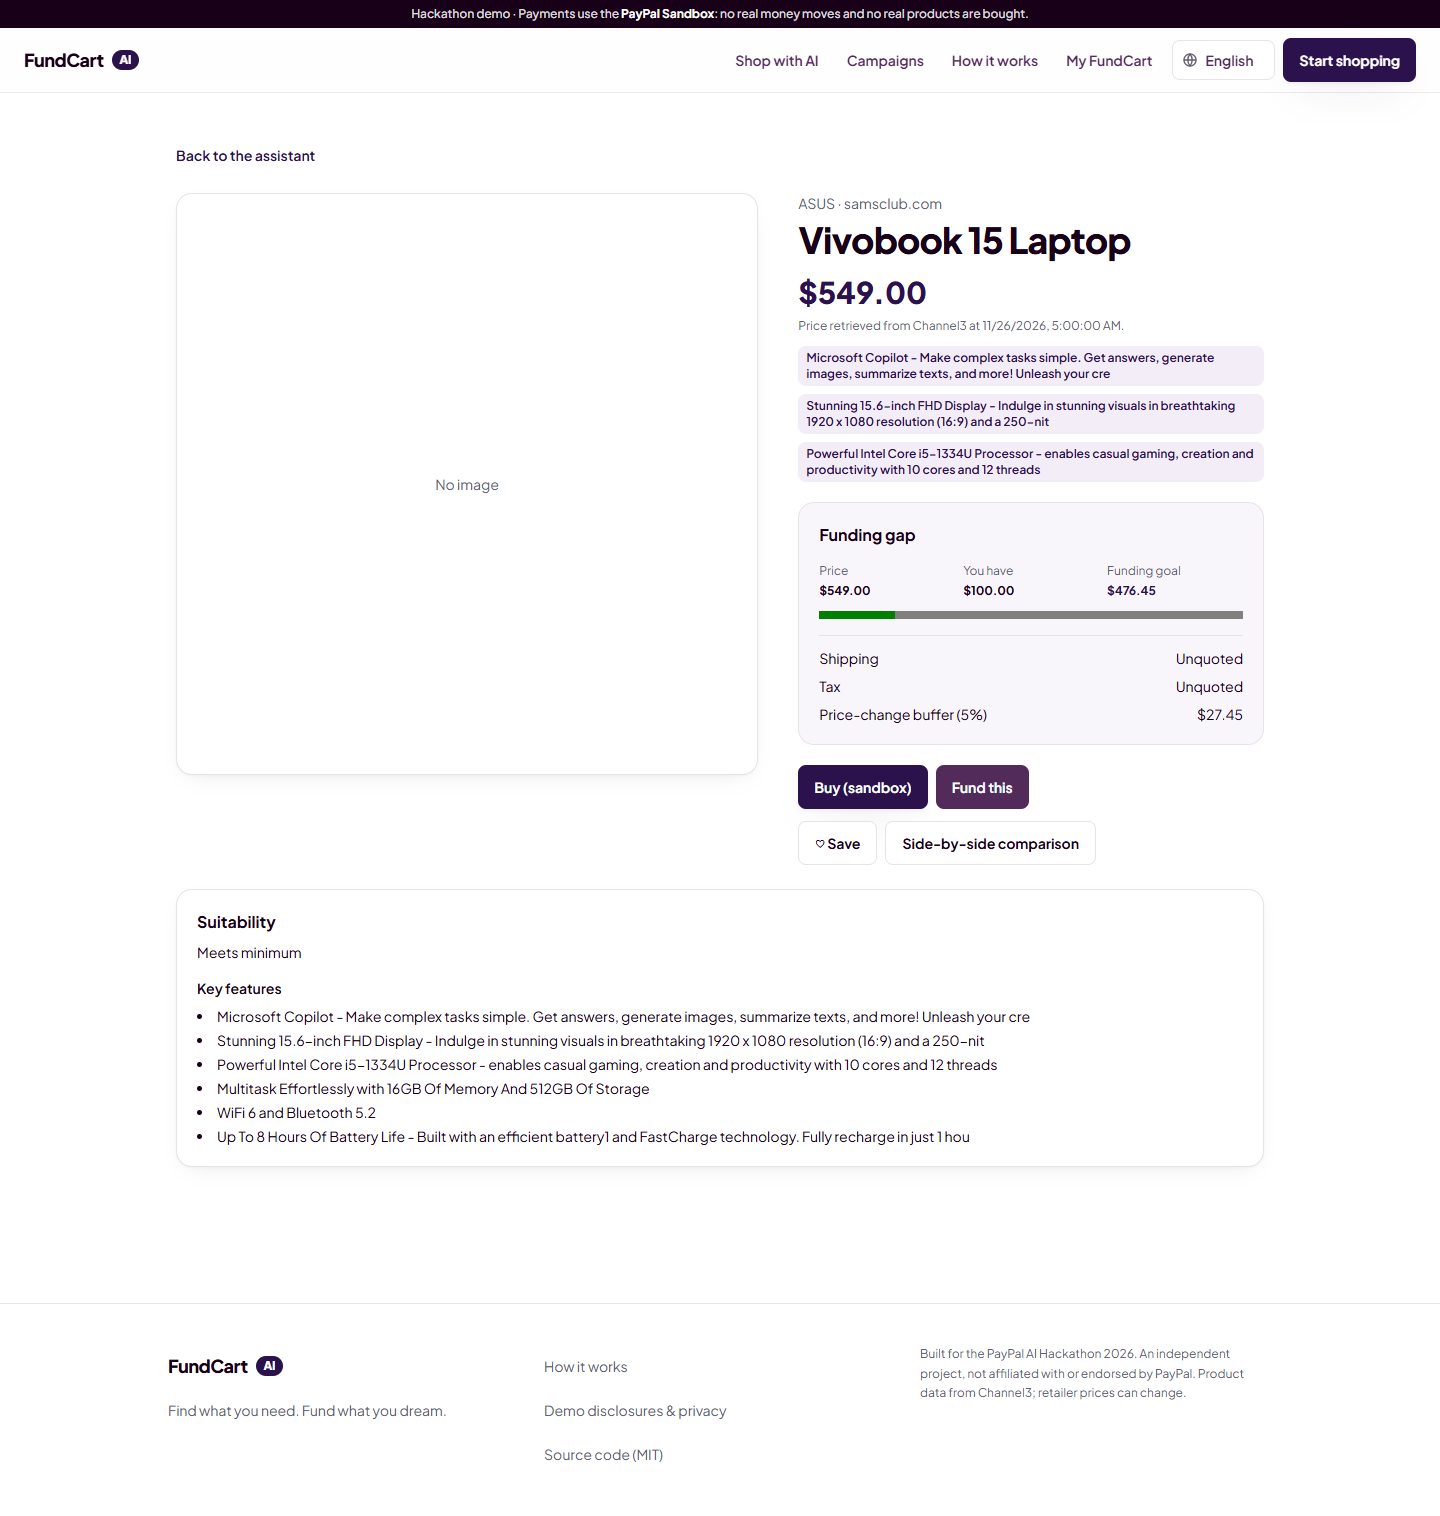 Hackathon demo · Payments use the PayPal Sandbox: no real money moves and no real products are bought.
FundCart AI
Shop with AI
Campaigns
How it works
My FundCart
English
Start shopping
Back to the assistant
No image
ASUS · samsclub.com
Vivobook 15 Laptop
$549.00
Price retrieved from Channel3 at 11/26/2026, 5:00:00 AM.
Microsoft Copilot - Make complex tasks simple. Get answers, generate
images, summarize texts, and more! Unleash your cre
Stunning 15.6-inch FHD Display - Indulge in stunning visuals in breathtaking
1920 x 1080 resolution (16:9) and a 250-nit
Powerful Intel Core i5-1334U Processor - enables casual gaming, creation and
productivity with 10 cores and 12 threads
Funding gap
Price
You have
Funding goal
$549.00
$100.00
$476.45
Shipping
Unquoted
Tax
Unquoted
Price-change buffer (5%)
$27.45
Buy (sandbox)
Fund this
♡ Save
Side-by-side comparison
Suitability
Meets minimum
Key features
• Microsoft Copilot - Make complex tasks simple. Get answers, generate images, summarize texts, and more! Unleash your cre
• Stunning 15.6-inch FHD Display - Indulge in stunning visuals in breathtaking 1920 x 1080 resolution (16:9) and a 250-nit
• Powerful Intel Core i5-1334U Processor - enables casual gaming, creation and productivity with 10 cores and 12 threads
• Multitask Effortlessly with 16GB Of Memory And 512GB Of Storage
• WiFi 6 and Bluetooth 5.2
• Up To 8 Hours Of Battery Life - Built with an efficient battery1 and FastCharge technology. Fully recharge in just 1 hou
FundCart AI
Find what you need. Fund what you dream.
How it works
Demo disclosures & privacy
Source code (MIT)
Built for the PayPal AI Hackathon 2026. An independent
project, not affiliated with or endorsed by PayPal. Product
data from Channel3; retailer prices can change.